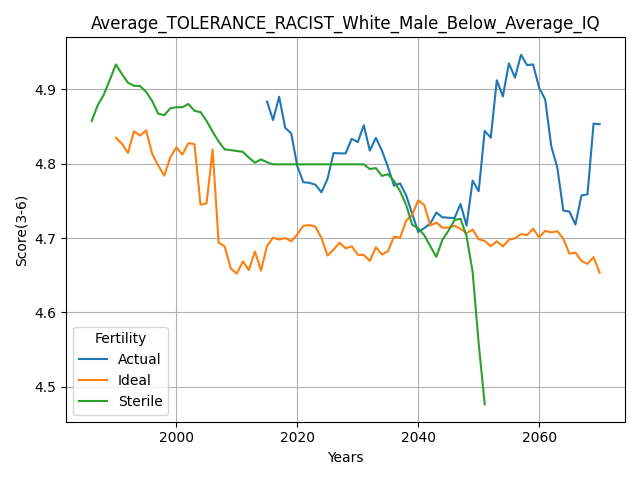 Average_TOLERANCE_RACIST_White_Male_Below_Average_IQ
Score(3-6)
4.9
4.8
4.7
4.6
4.5
Fertility
Actual
Ideal
Sterile
2000
2020
2040
2060
Years